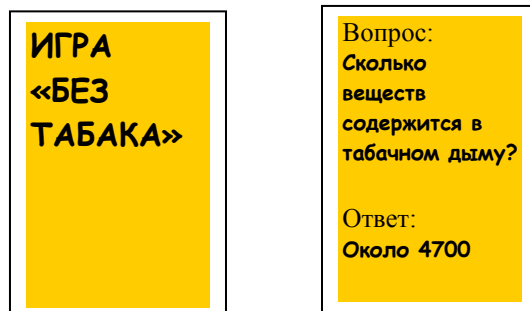 ИГРА
«БЕЗ
ТАБАКА»
Вопрос:
Сколько
веществ
содержится в
табачном дыму?
Ответ:
Около 4700